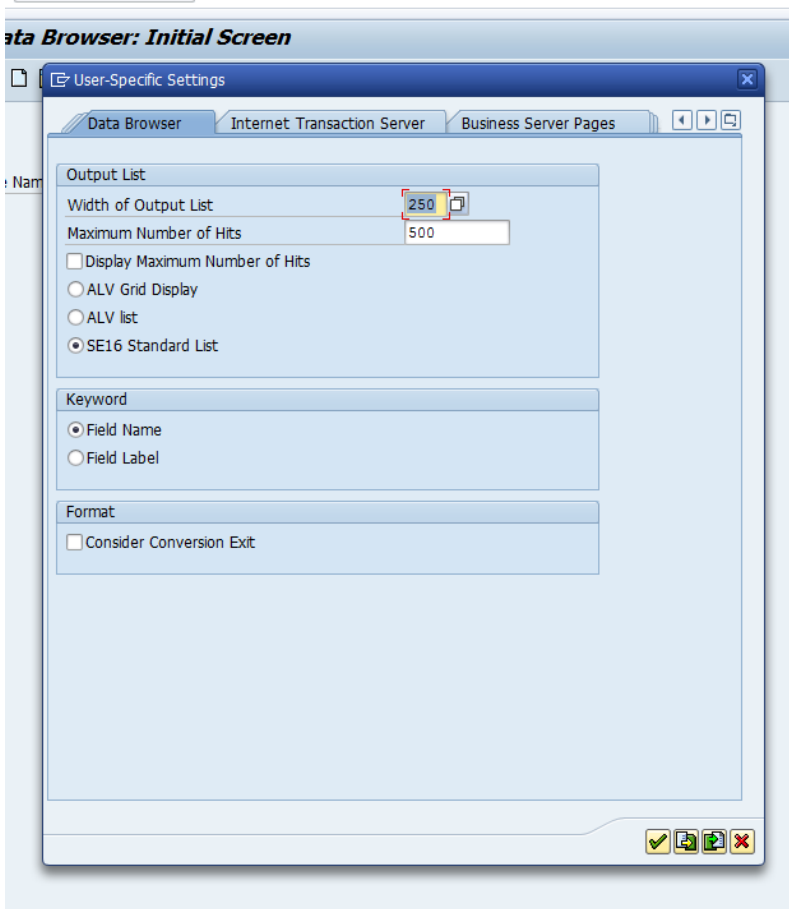 ata Browser: Initial Screen
User-Specific Settings
Data Browser Internet Transaction Server Business Server Pages
Nam
Output List
Width of Output List 250
Maximum Number of Hits 500
Display Maximum Number of Hits
ALV Grid Display
ALV list
SE16 Standard List
Keyword
Field Name
Field Label
Format
Consider Conversion Exit